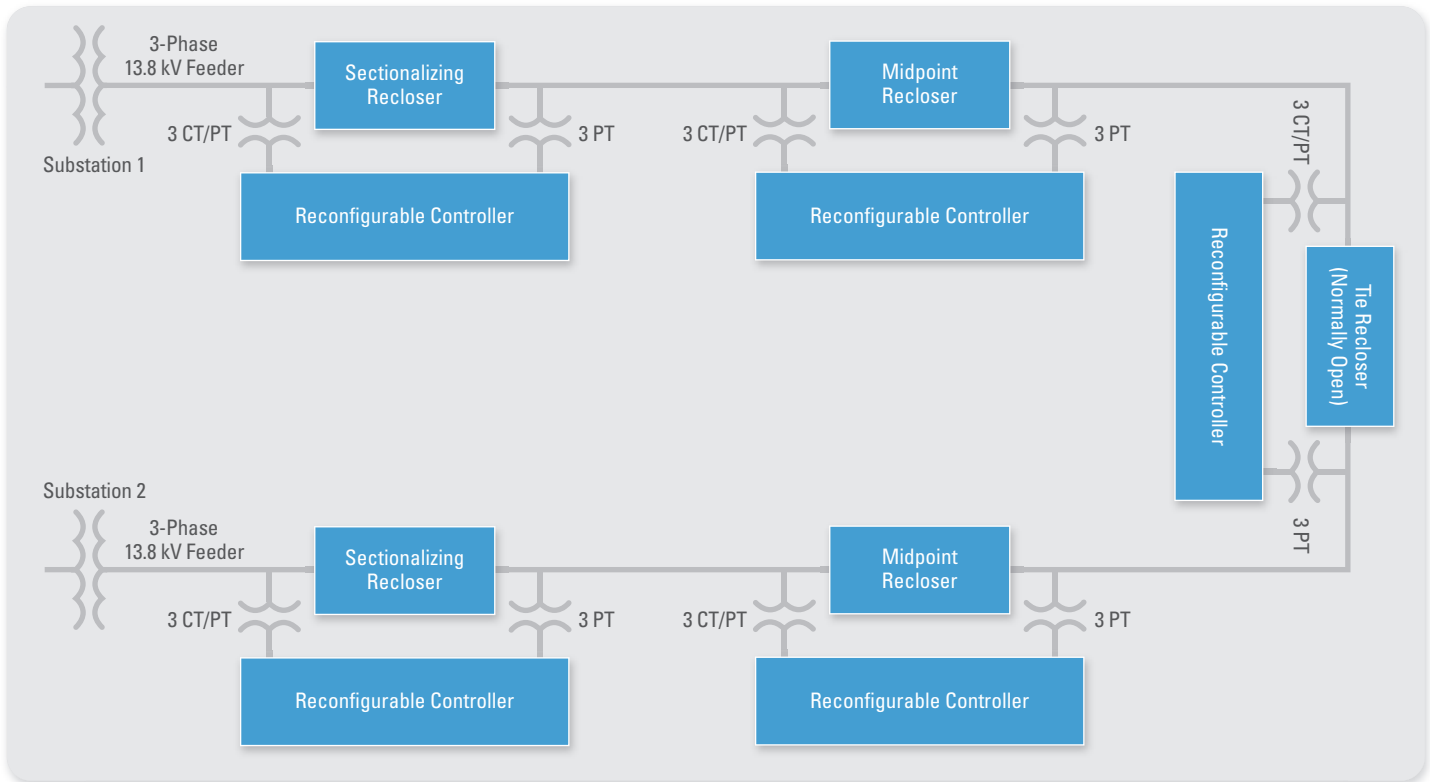 3-Phase
13.8 kV Feeder
Sectionalizing
Recloser
Midpoint
Recloser
3 CT/PT
3 PT
3 CT/PT
3 PT
3 CT/PT
Substation 1
Reconfigurable Controller
Reconfigurable Controller
Reconfigurable Controller
Tie Recloser
(Normally Open)
Substation 2
3-Phase
13.8 kV Feeder
Sectionalizing
Recloser
Midpoint
Recloser
3 PT
3 CT/PT
3 PT
3 CT/PT
3 PT
Reconfigurable Controller
Reconfigurable Controller